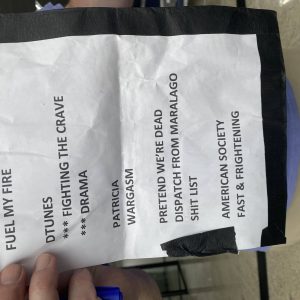 FUEL MY FIRE
DTUNES
*** FIGHTING THE CRAVE
*** DRAMA
PATRICIA
WARGASM
PRETEND WE'RE DEAD
DISPATCH FROM MARALAGO
SHIT LIST
AMERICAN SOCIETY
FAST & FRIGHTENING